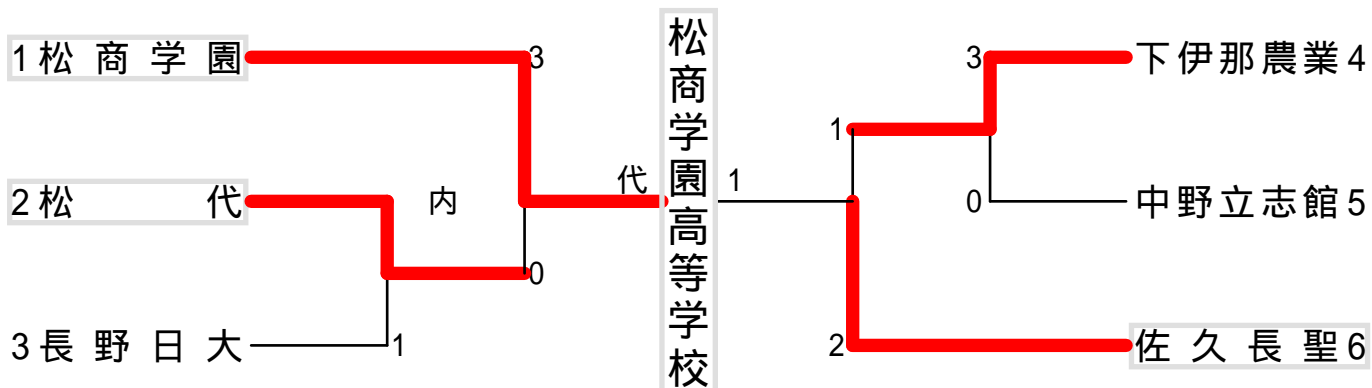 1松商学園
3
2松代
内
0
3長野日大
1
代
松商学園高等学校
1
3
下伊那農業4
1
0
中野立志館5
2
佐久長聖6